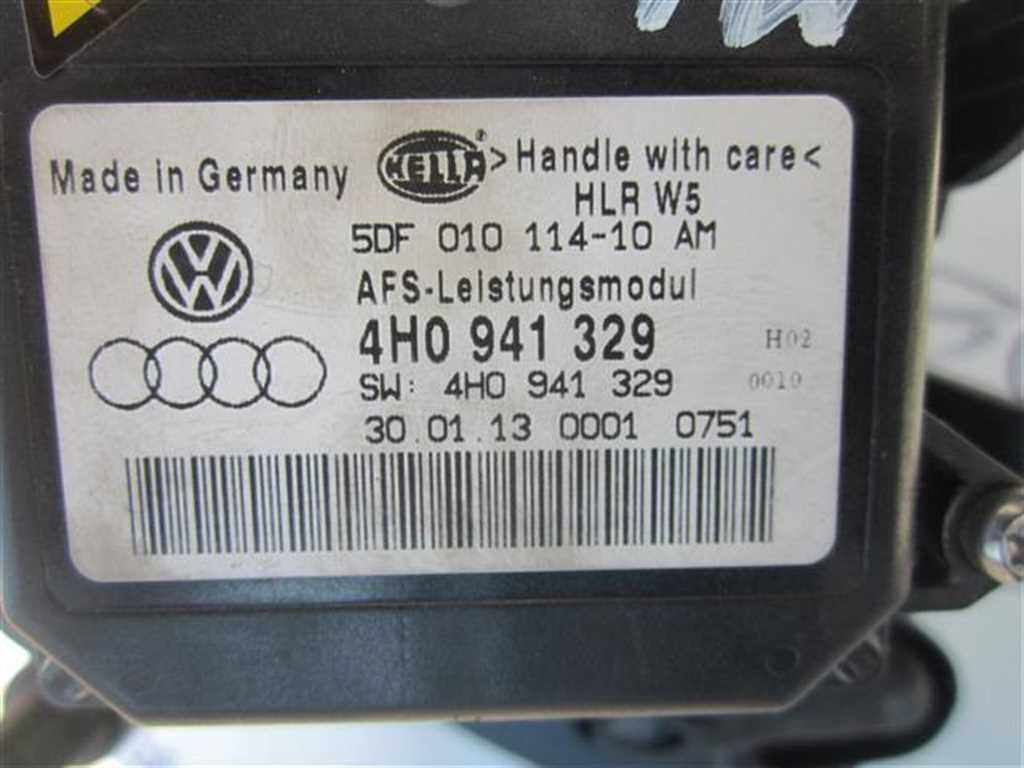 Made in Germany HELLA® >Handle with care<
HLR W5
5DF 010 114-10 AM
AFS-Leistungsmodul
4H0 941 329 H02
SW: 4H0 941 329 0010
30.01.13 0001 0751